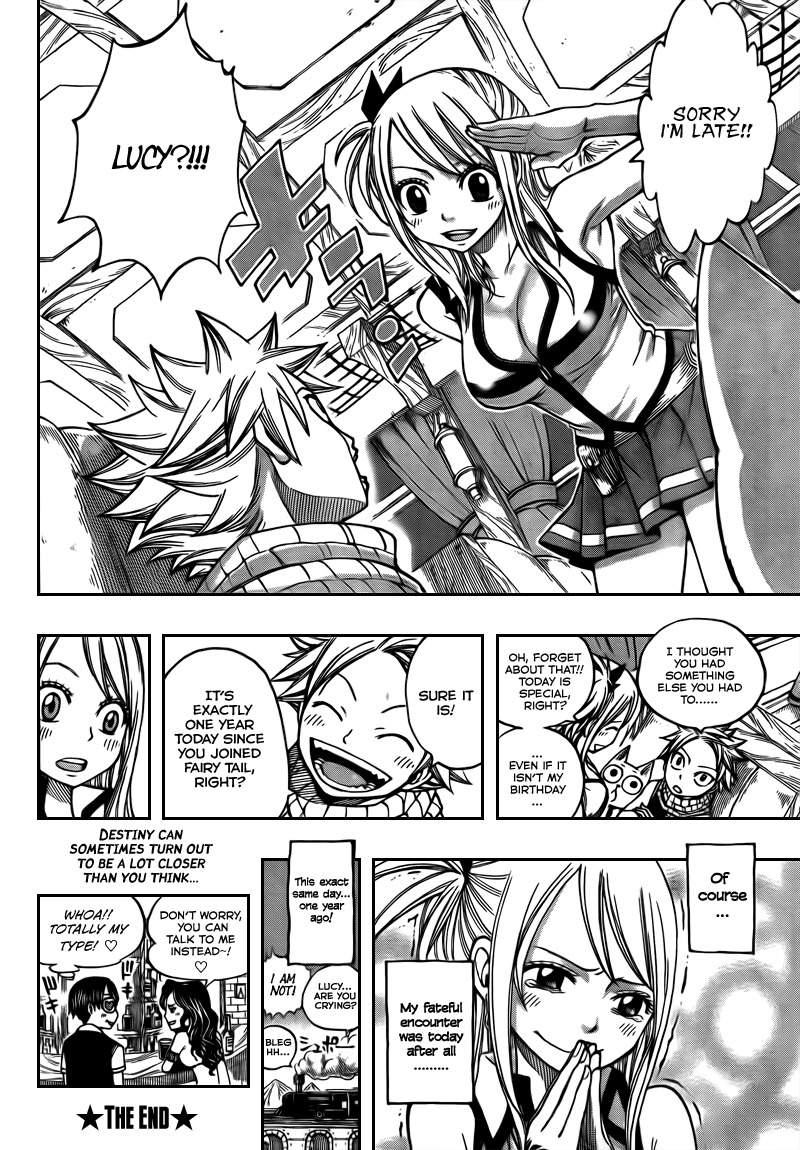 SORRY
I'M LATE!!
LUCY?!!!
I THOUGHT
YOU HAD
SOMETHING
ELSE YOU HAD
TO......
OH, FORGET
ABOUT THAT!!
TODAY IS
SPECIAL,
RIGHT?
...
EVEN IF IT
ISN'T MY
BIRTHDAY
...
SURE IT
IS!
IT'S
EXACTLY
ONE YEAR
TODAY SINCE
YOU JOINED
FAIRY TAIL,
RIGHT?
Of
course
...
My fateful
encounter
was today
after all
..........
This exact
same day...
one year
ago!
LUCY...
ARE YOU
CRYING?
I AM
NOT!
BLEG
HH...
DESTINY CAN
SOMETIMES TURN OUT
TO BE A LOT CLOSER
THAN YOU THINK...
DON'T WORRY,
YOU CAN
TALK TO ME
INSTEAD~!
♡
WHOA!!
TOTALLY MY
TYPE! ♡
★THE END★